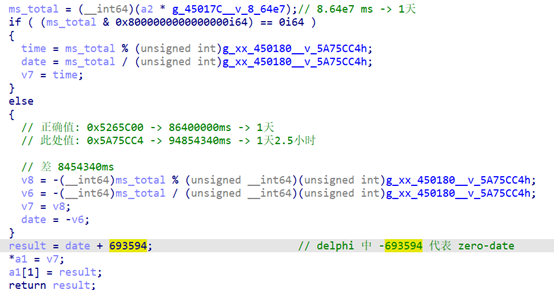 ms_total = (__int64)(a2 * g_45017C__v_8_64e7);// 8.64e7 ms -> 1天
if ( (ms_total & 0x8000000000000000i64) == 0i64 )
{
  time = ms_total % (unsigned int)g_xx_450180__v_5A75CC4h;
  date = ms_total / (unsigned int)g_xx_450180__v_5A75CC4h;
  v7 = time;
}
else
{
  // 正确值: 0x5265C00 -> 86400000ms -> 1天
  // 此处值: 0x5A75CC4 -> 94854340ms -> 1天2.5小时
  // 差 8454340ms
  v8 = -(__int64)ms_total % (unsigned __int64)(unsigned int)g_xx_450180__v_5A75CC4h;
  v6 = -(__int64)ms_total / (unsigned __int64)(unsigned int)g_xx_450180__v_5A75CC4h;
  v7 = v8;
  date = -v6;
}
result = date + 693594; // delphi 中 -693594 代表 zero-date
*a1 = v7;
a1[1] = result;
return result;